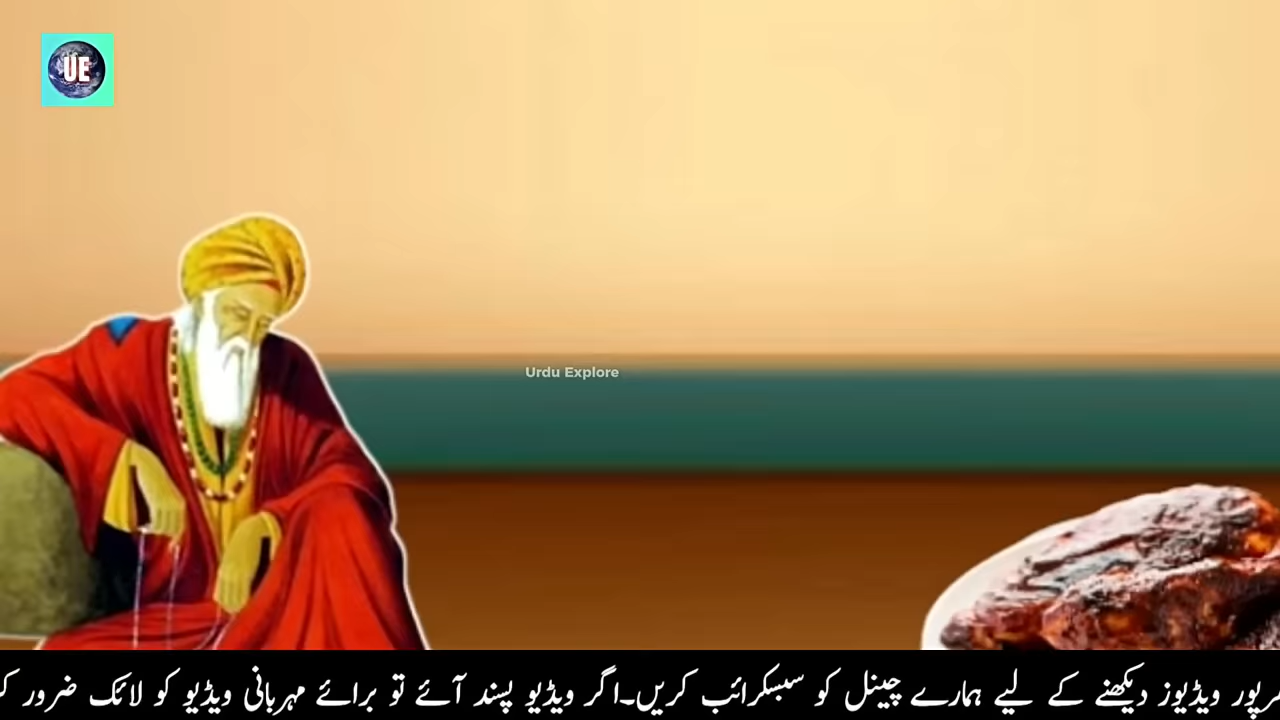 UE
Urdu Explore
ویڈیوز دیکھنے کے لیے ہمارے چینل کو سبسکرائب کریں۔اگر ویڈیو پسند آئے تو برائے مہربانی ویڈیو کو لائک ضرور